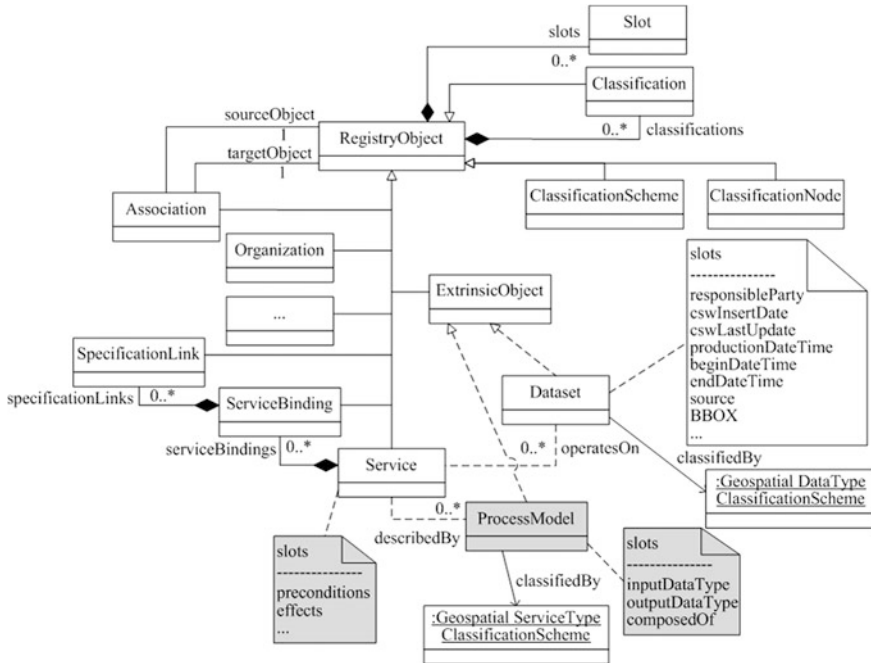 slots
Slot
0..*
Classification
sourceObject
1
RegistryObject
0..*
classifications
targetObject
1
Association
ClassificationScheme
ClassificationNode
Organization
...
ExtrinsicObject
slots
---------------
responsibleParty
cswInsertDate
cswLastUpdate
productionDateTime
beginDateTime
endDateTime
source
BBOX
...
SpecificationLink
specificationLinks
0..*
ServiceBinding
Dataset
serviceBindings
0..*
Service
0..*
operatesOn
classifiedBy
:Geospatial DataType
ClassificationScheme
0..*
describedBy
ProcessModel
slots
---------------
preconditions
effects
...
classifiedBy
:Geospatial ServiceType
ClassificationScheme
slots
---------------
inputDataType
outputDataType
composedOf